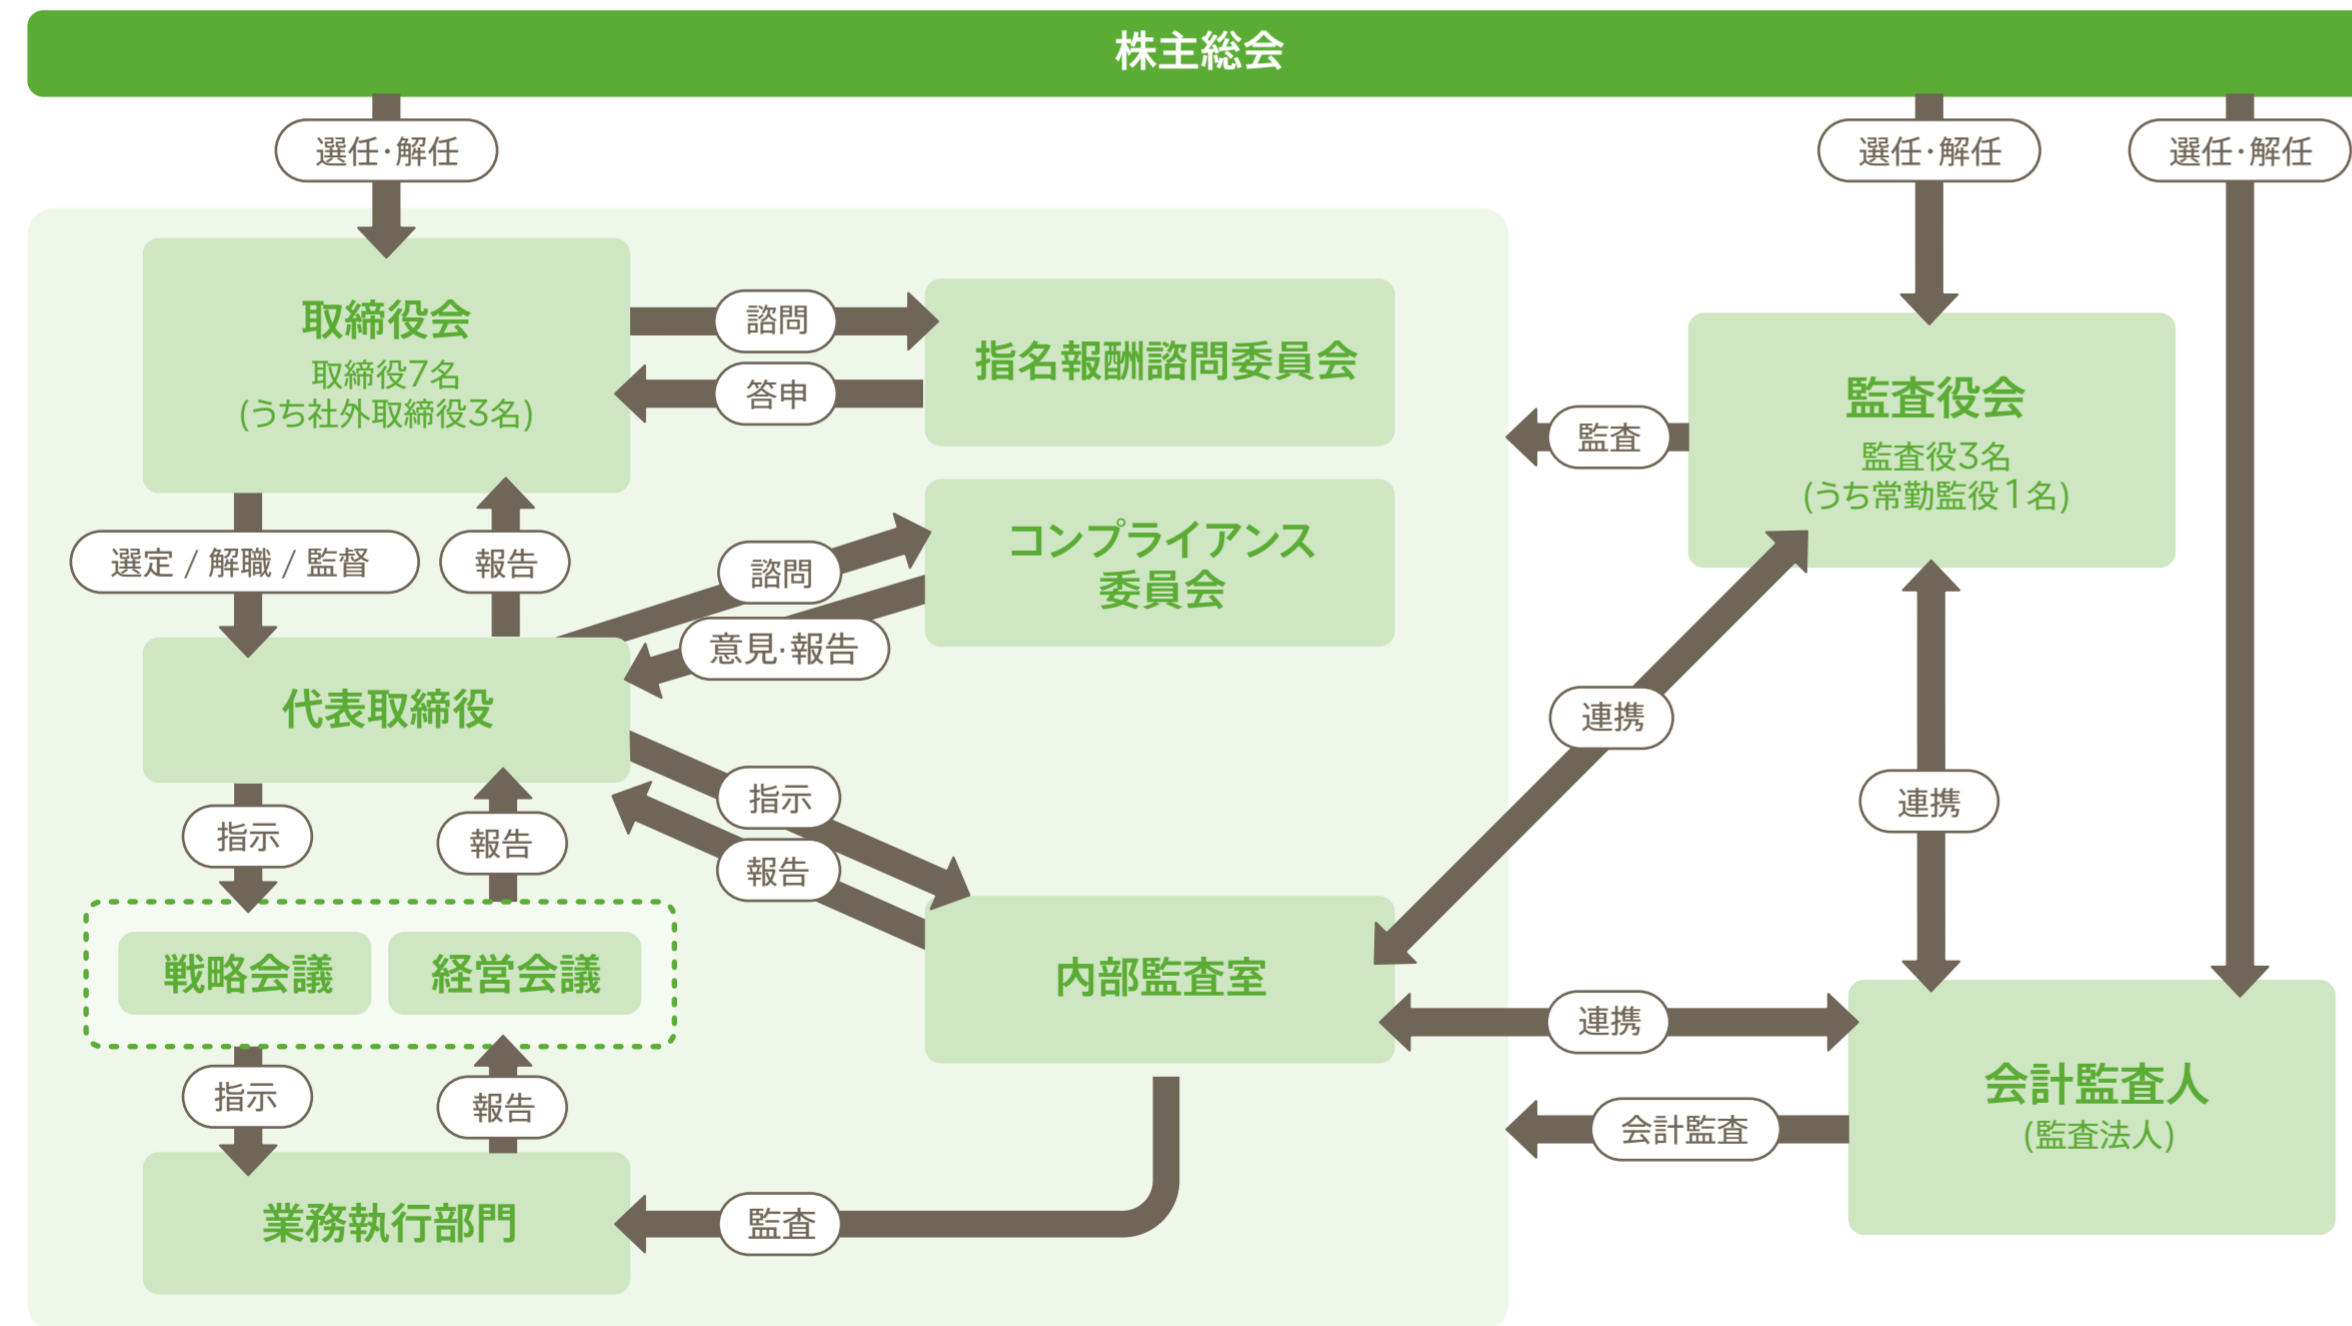 株主総会
選任・解任
選任・解任
選任・解任
取締役会
取締役7名
(うち社外取締役3名)
諮問
答申
指名報酬諮問委員会
監査役会
監査役3名
(うち常勤監役1名)
監査
選定 / 解職 / 監督
報告
諮問
意見・報告
コンプライアンス
委員会
代表取締役
連携
連携
指示
報告
指示
報告
戦略会議
経営会議
内部監査室
連携
会計監査人
(監査法人)
会計監査
指示
報告
業務執行部門
監査